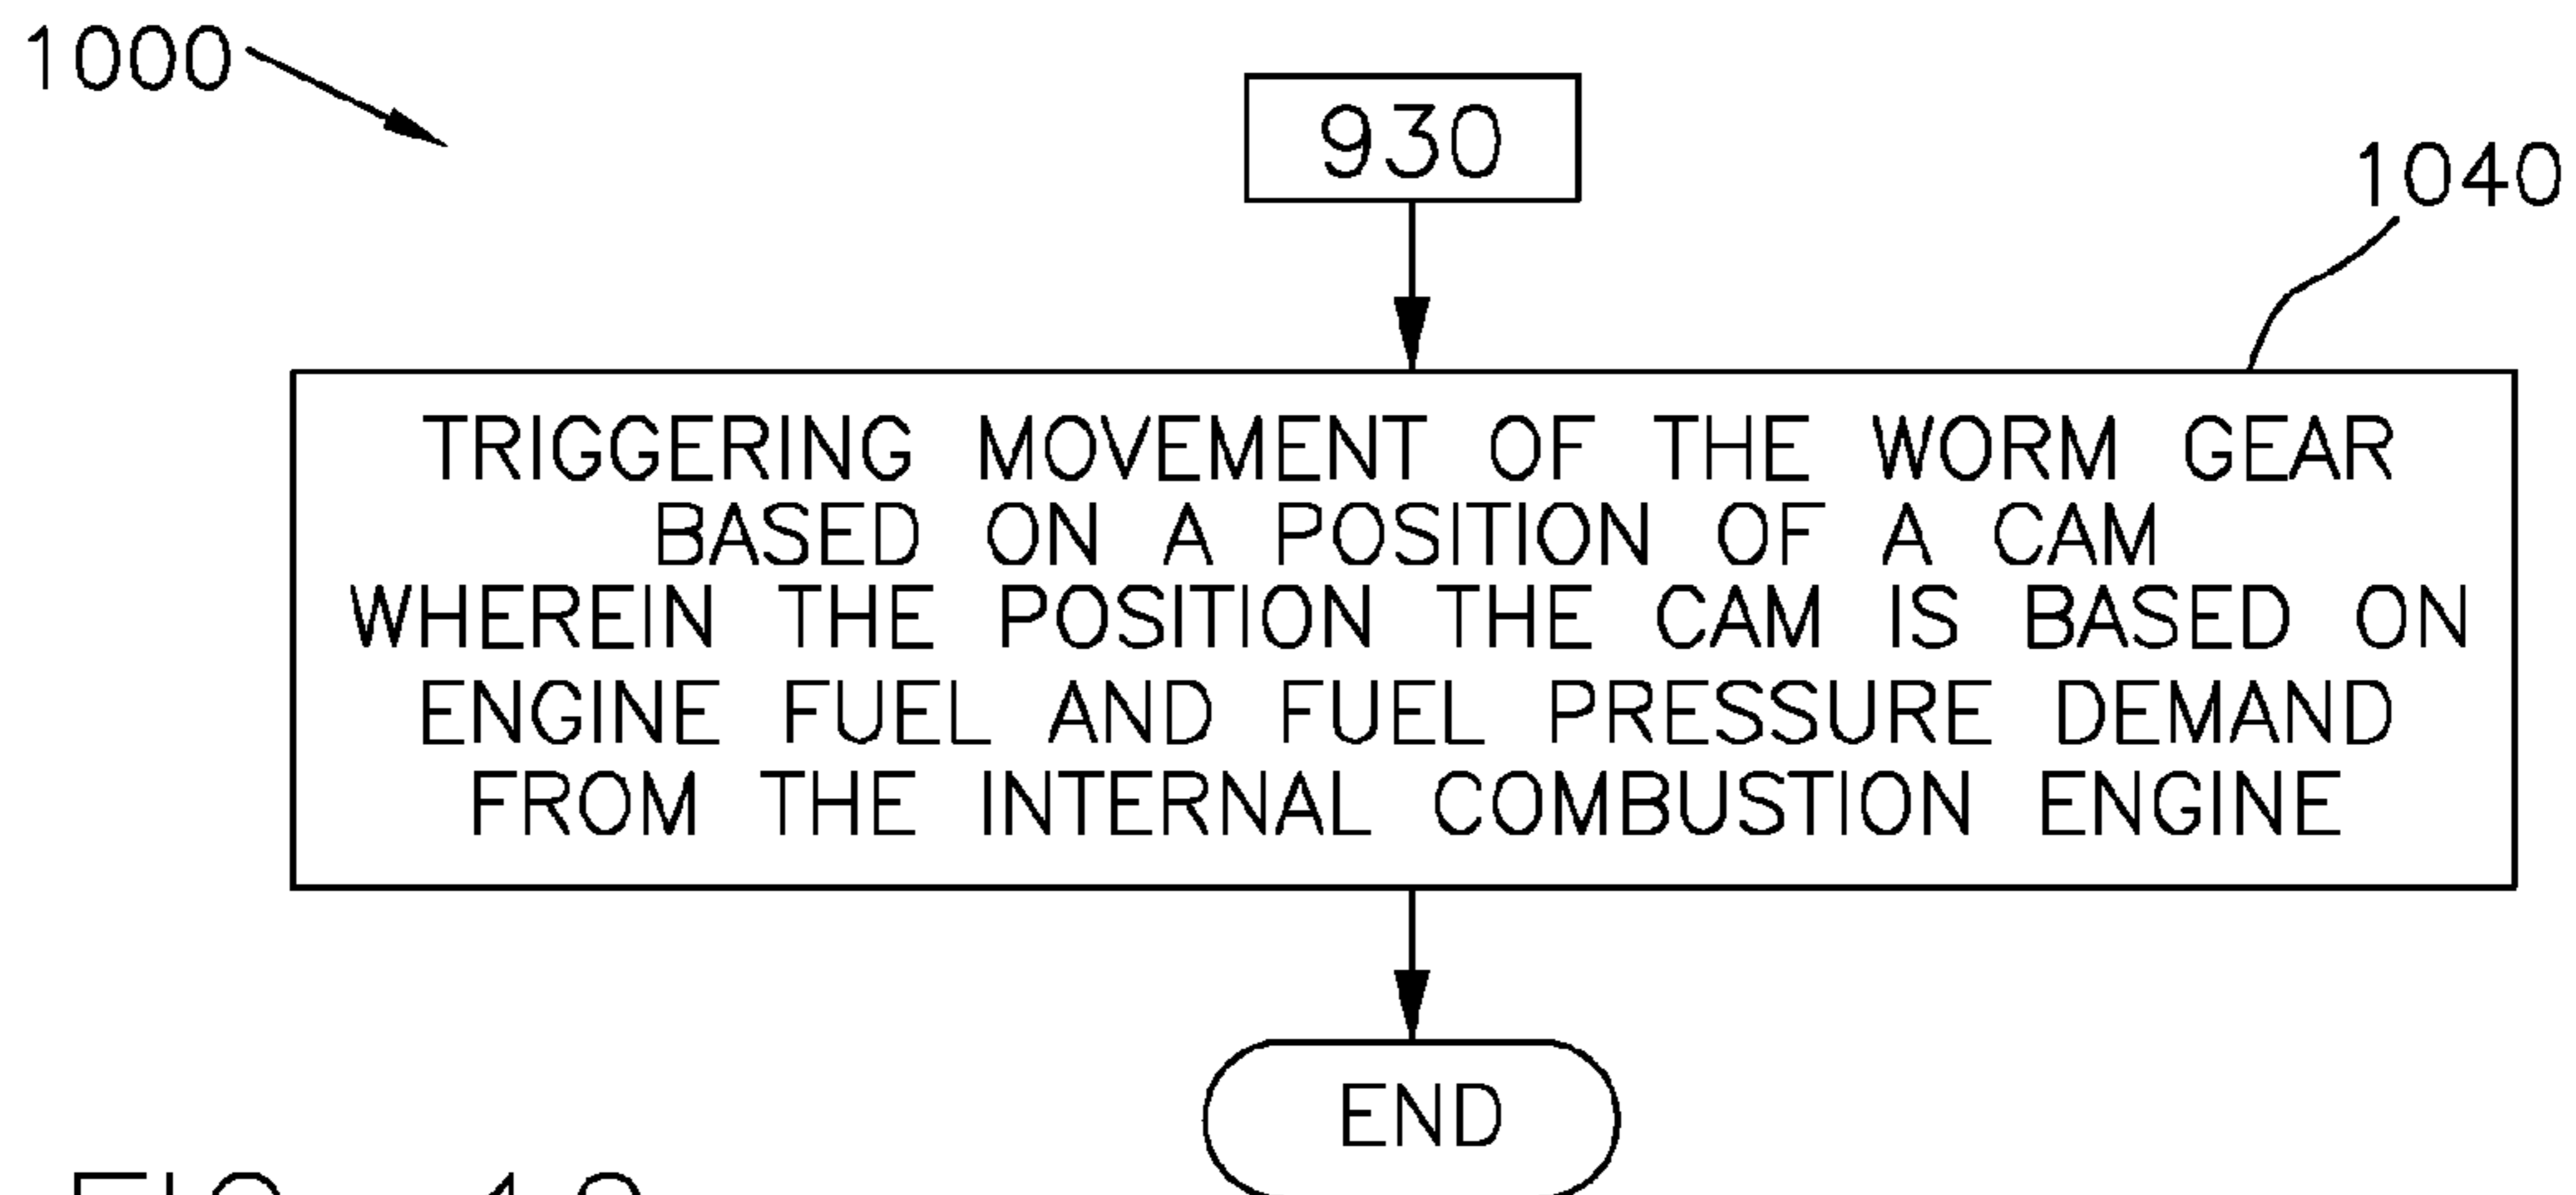 1000
930
1040
TRIGGERING MOVEMENT OF THE WORM GEAR
BASED ON A POSITION OF A CAM
WHEREIN THE POSITION THE CAM IS BASED ON
ENGINE FUEL AND FUEL PRESSURE DEMAND
FROM THE INTERNAL COMBUSTION ENGINE
END